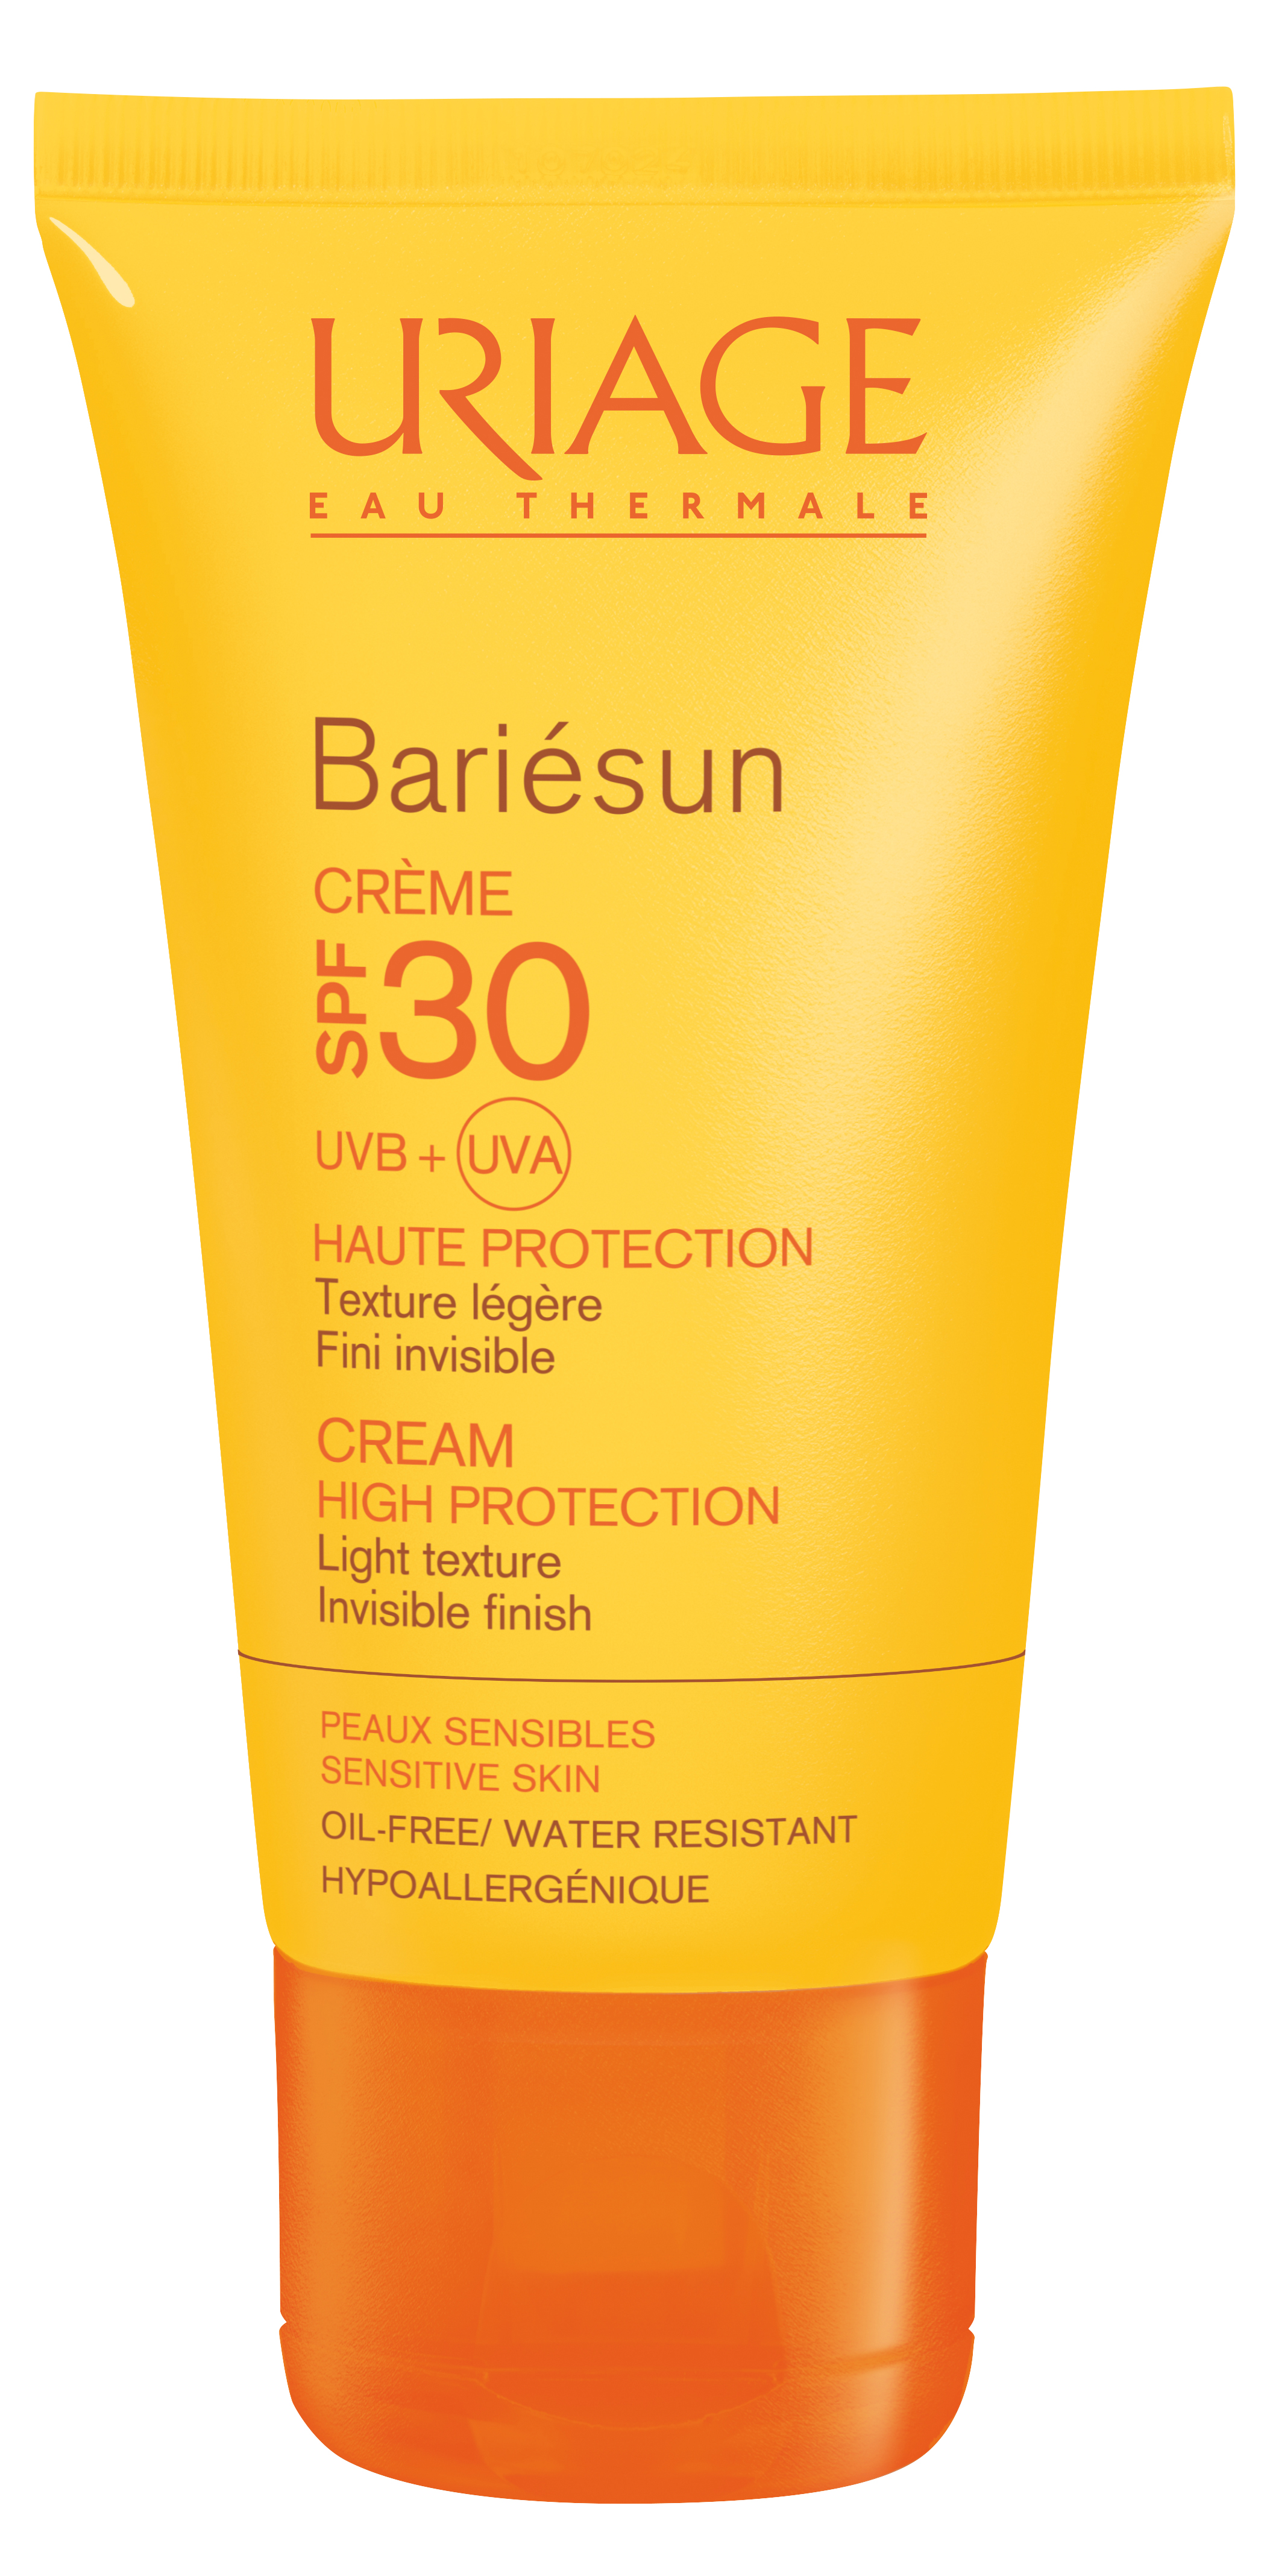 URIAGE
EAU THERMALE
Bariésun
CRÈME
SPF 30
UVB + UVA
HAUTE PROTECTION
Texture légère
Fini invisible
CREAM
HIGH PROTECTION
Light texture
Invisible finish
PEAUX SENSIBLES
SENSITIVE SKIN
OIL-FREE/ WATER RESISTANT
HYPOALLERGÉNIQUE